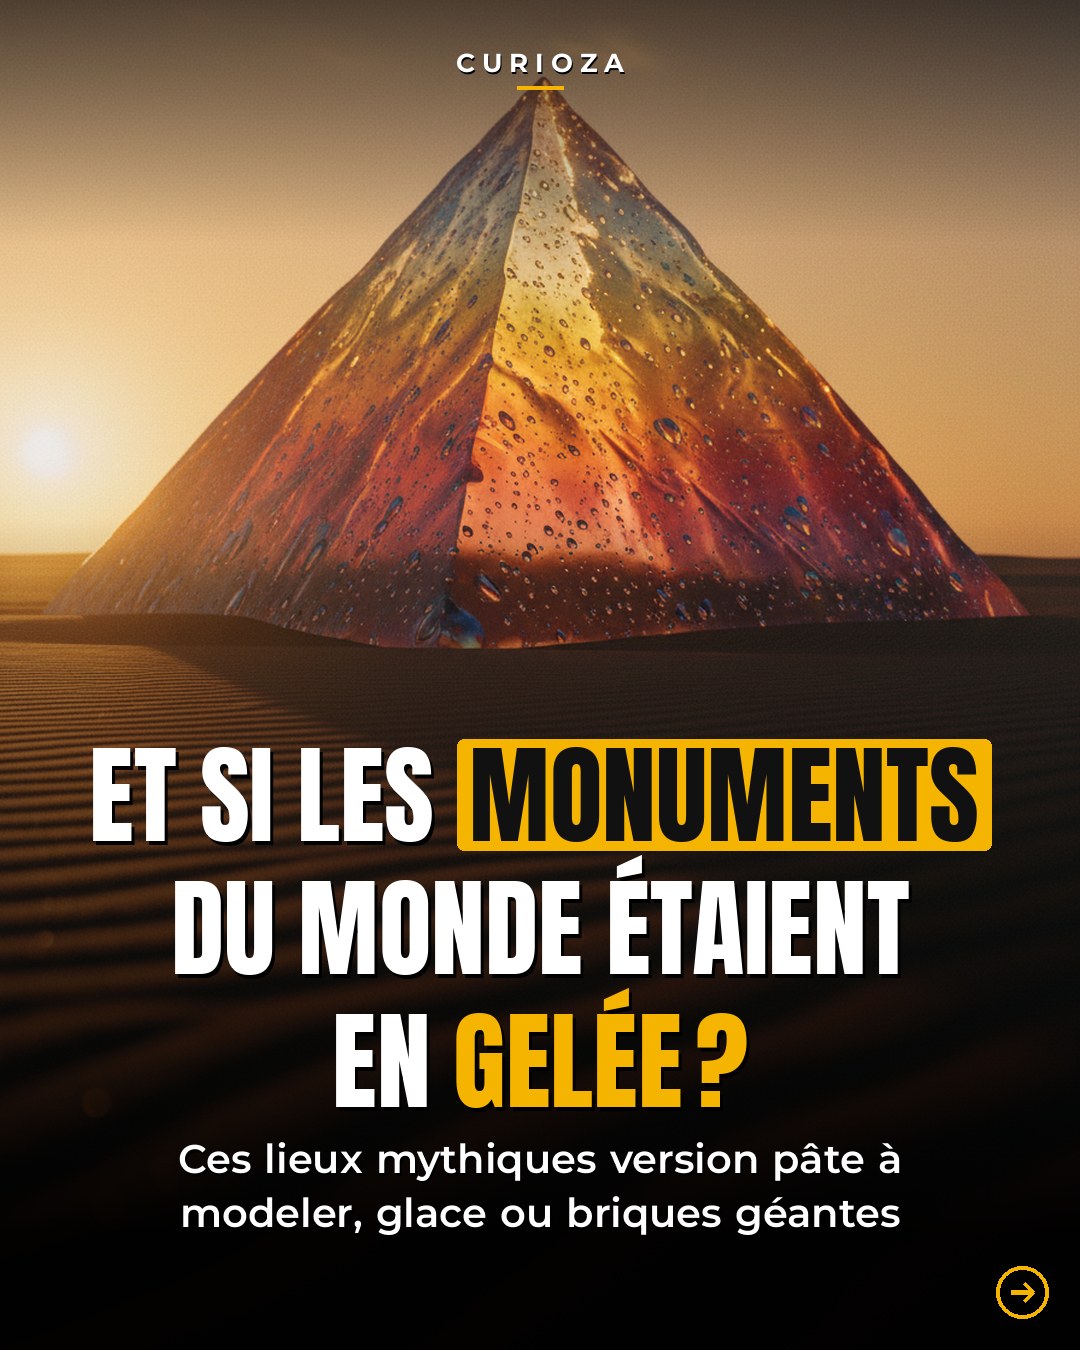 CURIOZA
ET SI LES MONUMENTS
DU MONDE ÉTAIENT
EN GELÉE ?
Ces lieux mythiques version pâte à
modeler, glace ou briques géantes